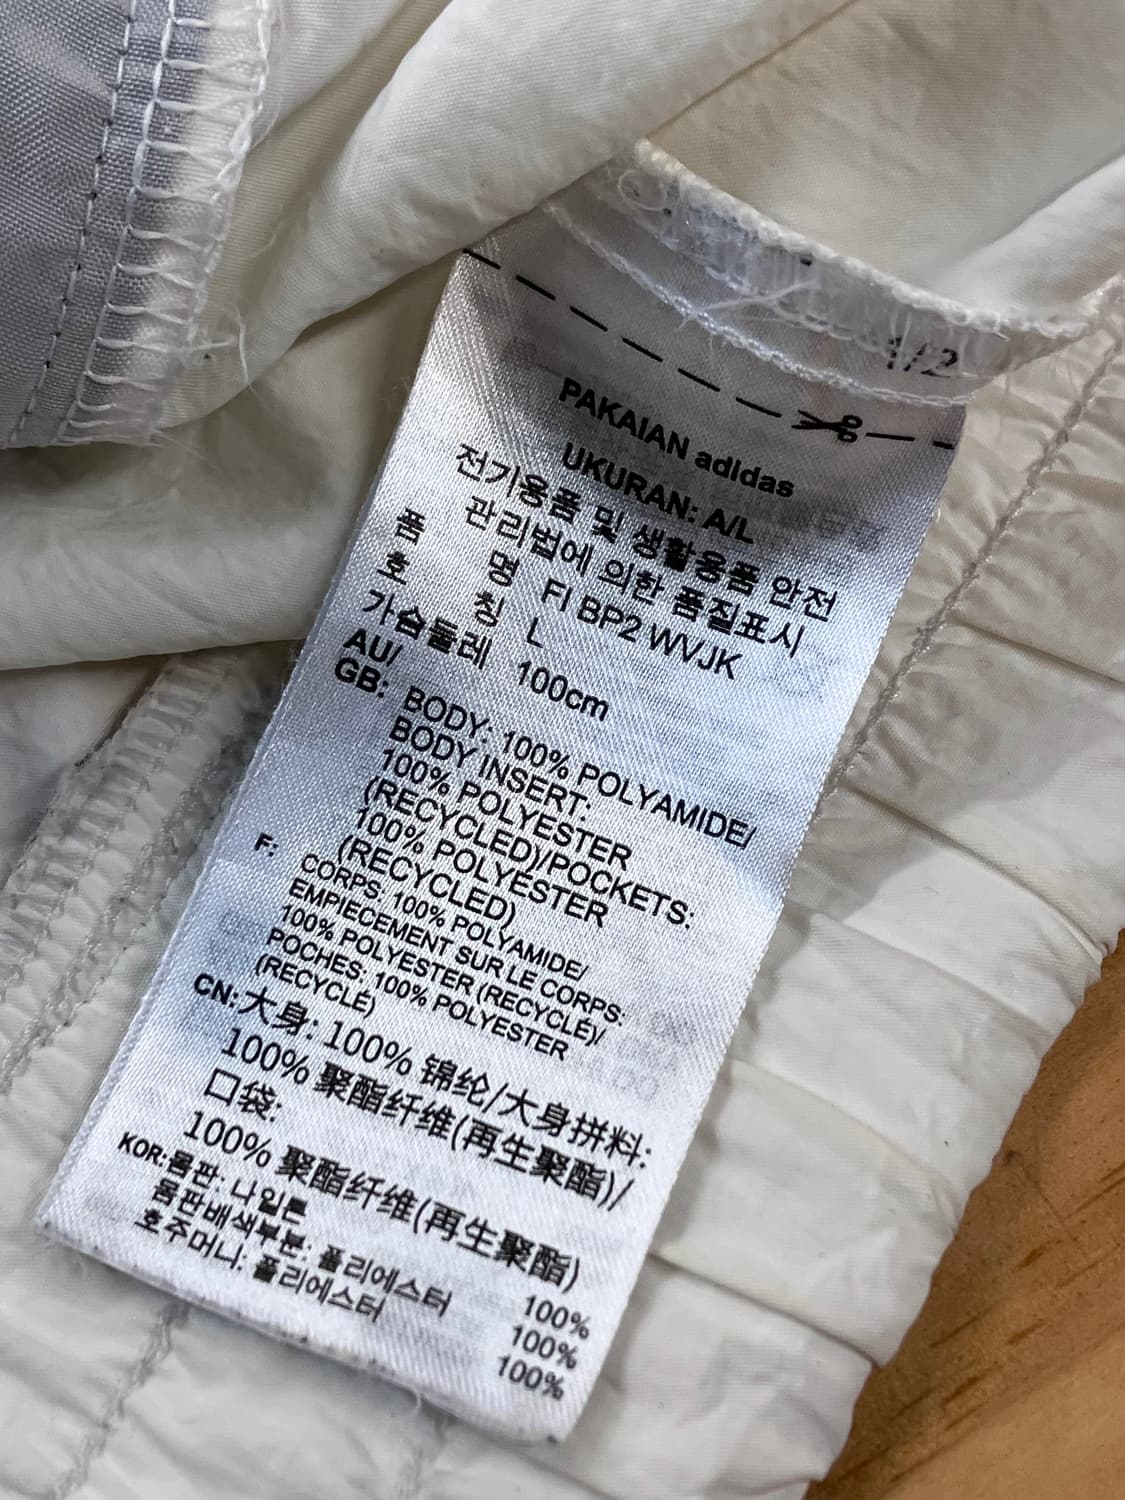 1/2
PAKAIAN adidas
UKURAN: A/L
전기용품 및 생활용품 안전
관리법에 의한 품질표시
품 명 FI BP2 WVJK
호 칭 L
가슴둘레 100cm
AU/
GB: BODY: 100% POLYAMIDE/
BODY INSERT:
100% POLYESTER
(RECYCLED)/POCKETS:
100% POLYESTER
(RECYCLED)
F: CORPS: 100% POLYAMIDE/
EMPIECEMENT SUR LE CORPS:
100% POLYESTER (RECYCLÉ)/
POCHES: 100% POLYESTER
(RECYCLÉ)
CN: 大身: 100% 锦纶/大身拼料:
100% 聚酯纤维(再生聚酯)/
口袋:
100% 聚酯纤维(再生聚酯)
KOR: 몸판: 나일론 100%
몸판배색부분: 폴리에스터 100%
호주머니: 폴리에스터 100%